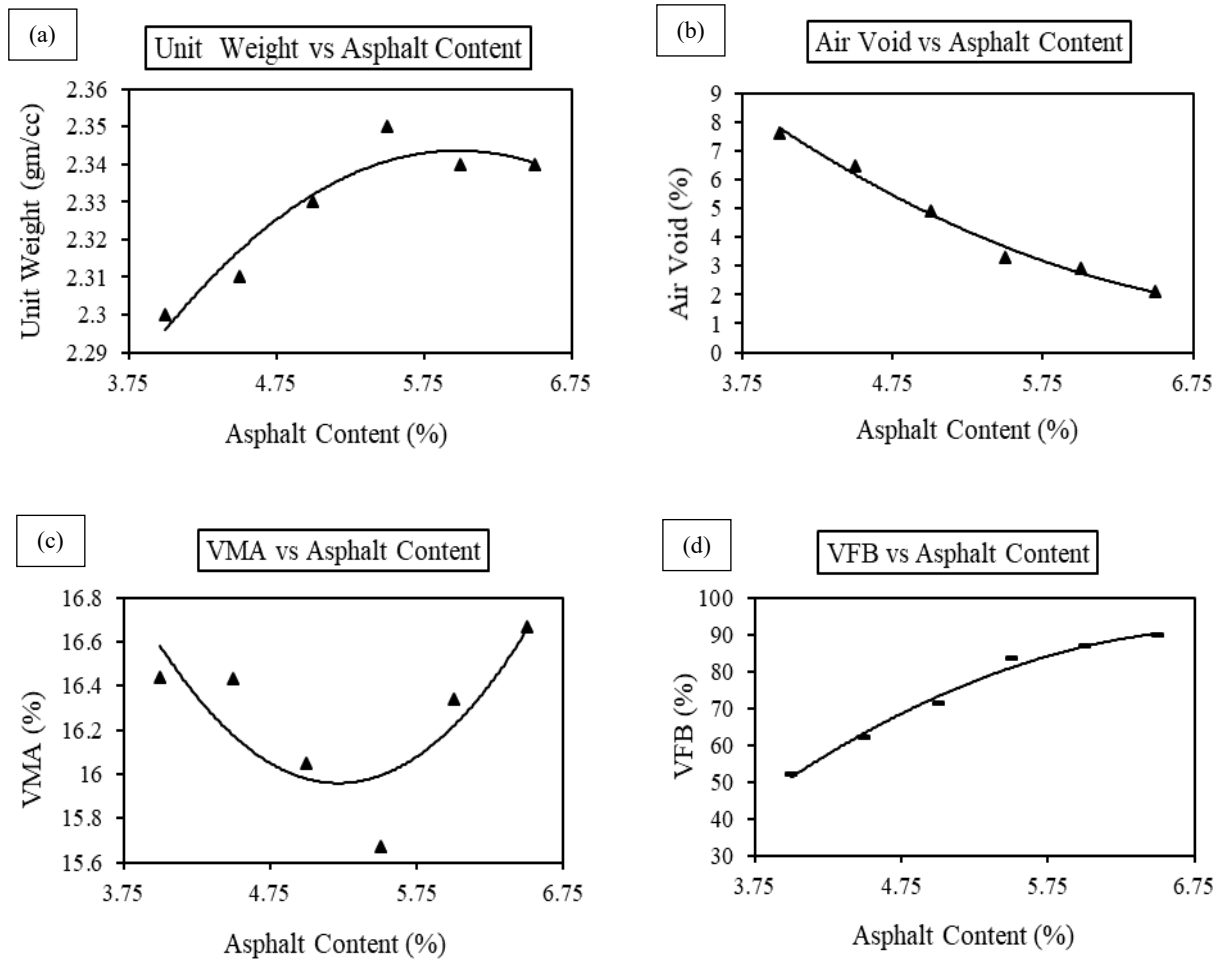 (a)
Unit Weight vs Asphalt Content
2.36
2.35
2.34
2.33
2.32
2.31
2.3
2.29
Unit Weight (gm/cc)
3.75 4.75 5.75 6.75
Asphalt Content (%)
(b)
Air Void vs Asphalt Content
9
8
7
6
5
4
3
2
1
0
Air Void (%)
3.75 4.75 5.75 6.75
Asphalt Content (%)
(c)
VMA vs Asphalt Content
16.8
16.6
16.4
16.2
16
15.8
15.6
VMA (%)
3.75 4.75 5.75 6.75
Asphalt Content (%)
(d)
VFB vs Asphalt Content
100
90
80
70
60
50
40
30
VFB (%)
3.75 4.75 5.75 6.75
Asphalt Content (%)